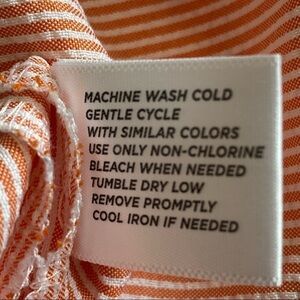 MACHINE WASH COLD
GENTLE CYCLE
WITH SIMILAR COLORS
USE ONLY NON-CHLORINE
BLEACH WHEN NEEDED
TUMBLE DRY LOW
REMOVE PROMPTLY
COOL IRON IF NEEDED